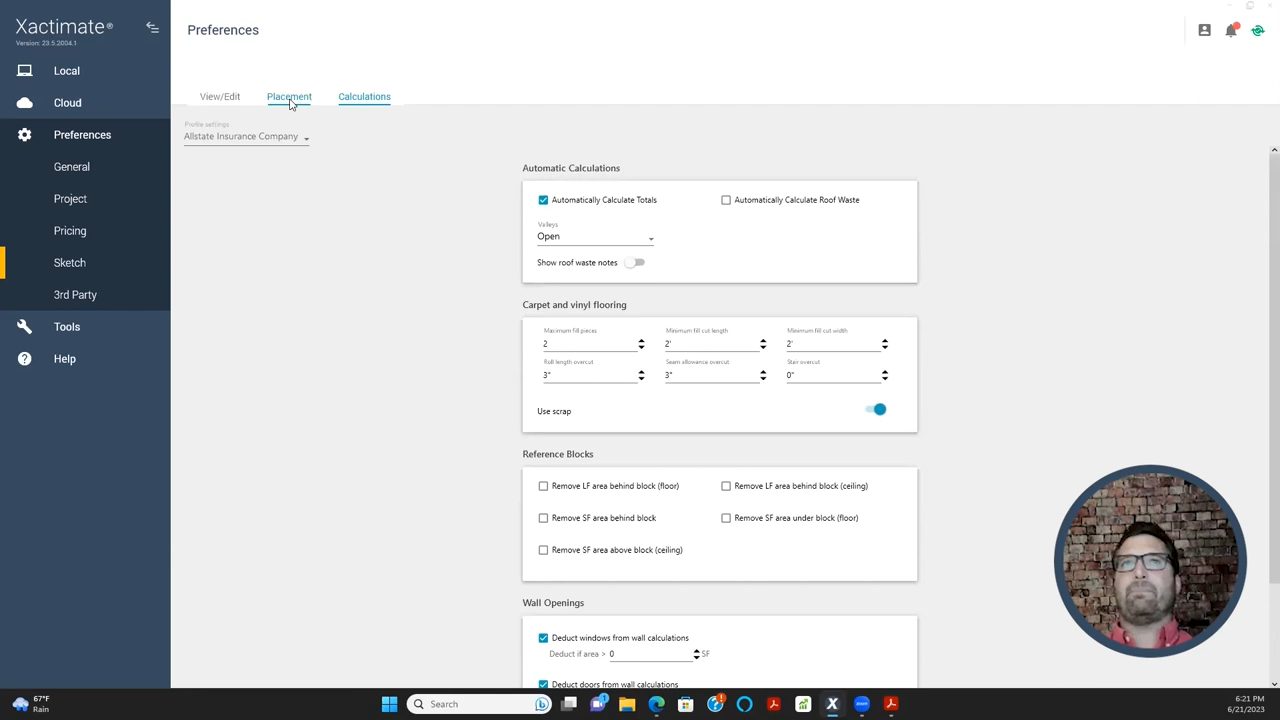 Xactimate®
Version: 23.5.2004.1
Local
Cloud
Preferences
General
Project
Pricing
Sketch
3rd Party
Tools
Help
Preferences
View/Edit Placement Calculations
Profile settings
Allstate Insurance Company
Automatic Calculations
Automatically Calculate Totals Automatically Calculate Roof Waste
Valleys
Open
Show roof waste notes
Carpet and vinyl flooring
Maximum fill pieces Minimum fill cut length Minimum fill cut width
2 2' 2'
Roll length overcut Seam allowance overcut Stair overcut
3" 3" 0"
Use scrap
Reference Blocks
Remove LF area behind block (floor) Remove LF area behind block (ceiling)
Remove SF area behind block Remove SF area under block (floor)
Remove SF area above block (ceiling)
Wall Openings
Deduct windows from wall calculations
Deduct if area > 0 SF
Deduct doors from wall calculations
67°F
Rain
Search
6:21 PM
6/21/2023